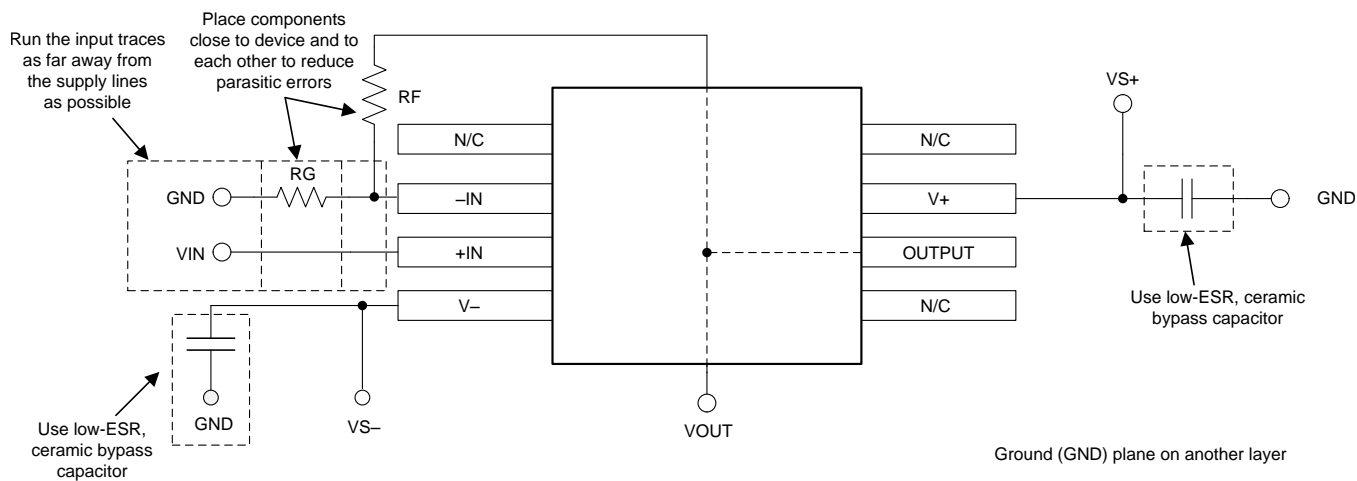 Place components
close to device and to
each other to reduce
parasitic errors
Run the input traces
as far away from
the supply lines
as possible
RF
VS+
N/C
N/C
RG
GND
–IN
V+
GND
VIN
+IN
OUTPUT
V–
N/C
Use low-ESR, ceramic
bypass capacitor
GND
VS–
VOUT
Use low-ESR,
ceramic bypass
capacitor
Ground (GND) plane on another layer